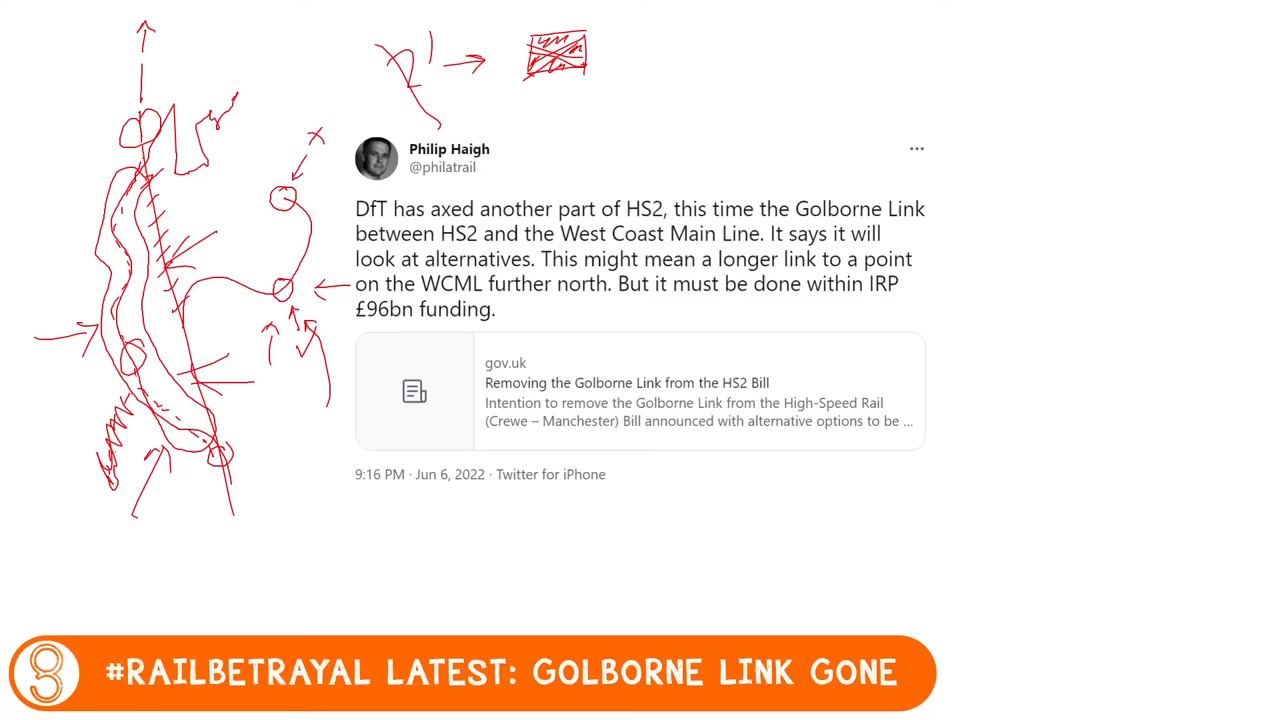 Philip Haigh
@philatrail
DfT has axed another part of HS2, this time the Golborne Link
between HS2 and the West Coast Main Line. It says it will
look at alternatives. This might mean a longer link to a point
on the WCML further north. But it must be done within IRP
£96bn funding.
gov.uk
Removing the Golborne Link from the HS2 Bill
Intention to remove the Golborne Link from the High-Speed Rail
(Crewe – Manchester) Bill announced with alternative options to be ...
9:16 PM · Jun 6, 2022 · Twitter for iPhone
#RAILBETRAYAL LATEST: GOLBORNE LINK GONE